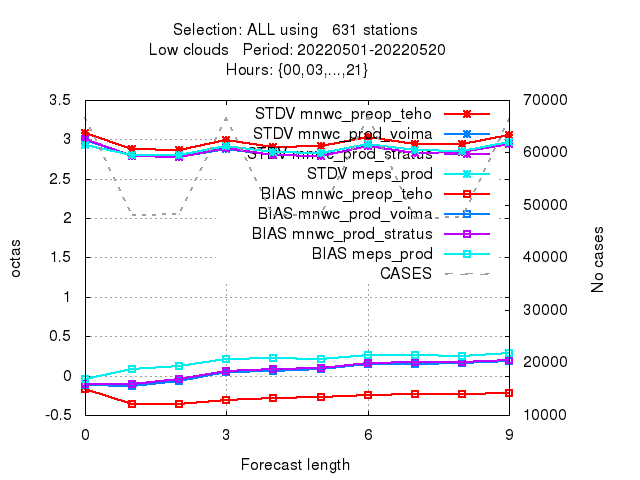 Selection: ALL using   631 stations
Low clouds   Period: 20220501-20220520
Hours: {00,03,...,21}
3.5
3
2.5
2
1.5
1
0.5
0
-0.5
octas
70000
60000
50000
40000
30000
20000
10000
No cases
STDV mnwc_preop_teho
STDV mnwc_prod_voima
STDV mnwc_prod_stratus
STDV meps_prod
BIAS mnwc_preop_teho
BIAS mnwc_prod_voima
BIAS mnwc_prod_stratus
BIAS meps_prod
CASES
0 3 6 9
Forecast length